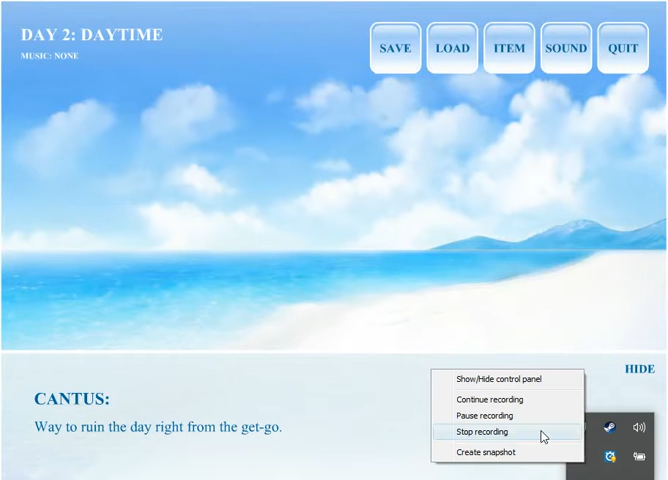 DAY 2: DAYTIME
MUSIC: NONE
SAVE
LOAD
ITEM
SOUND
QUIT
HIDE
CANTUS:
Way to ruin the day right from the get-go.
Show/Hide control panel
Continue recording
Pause recording
Stop recording
Create snapshot